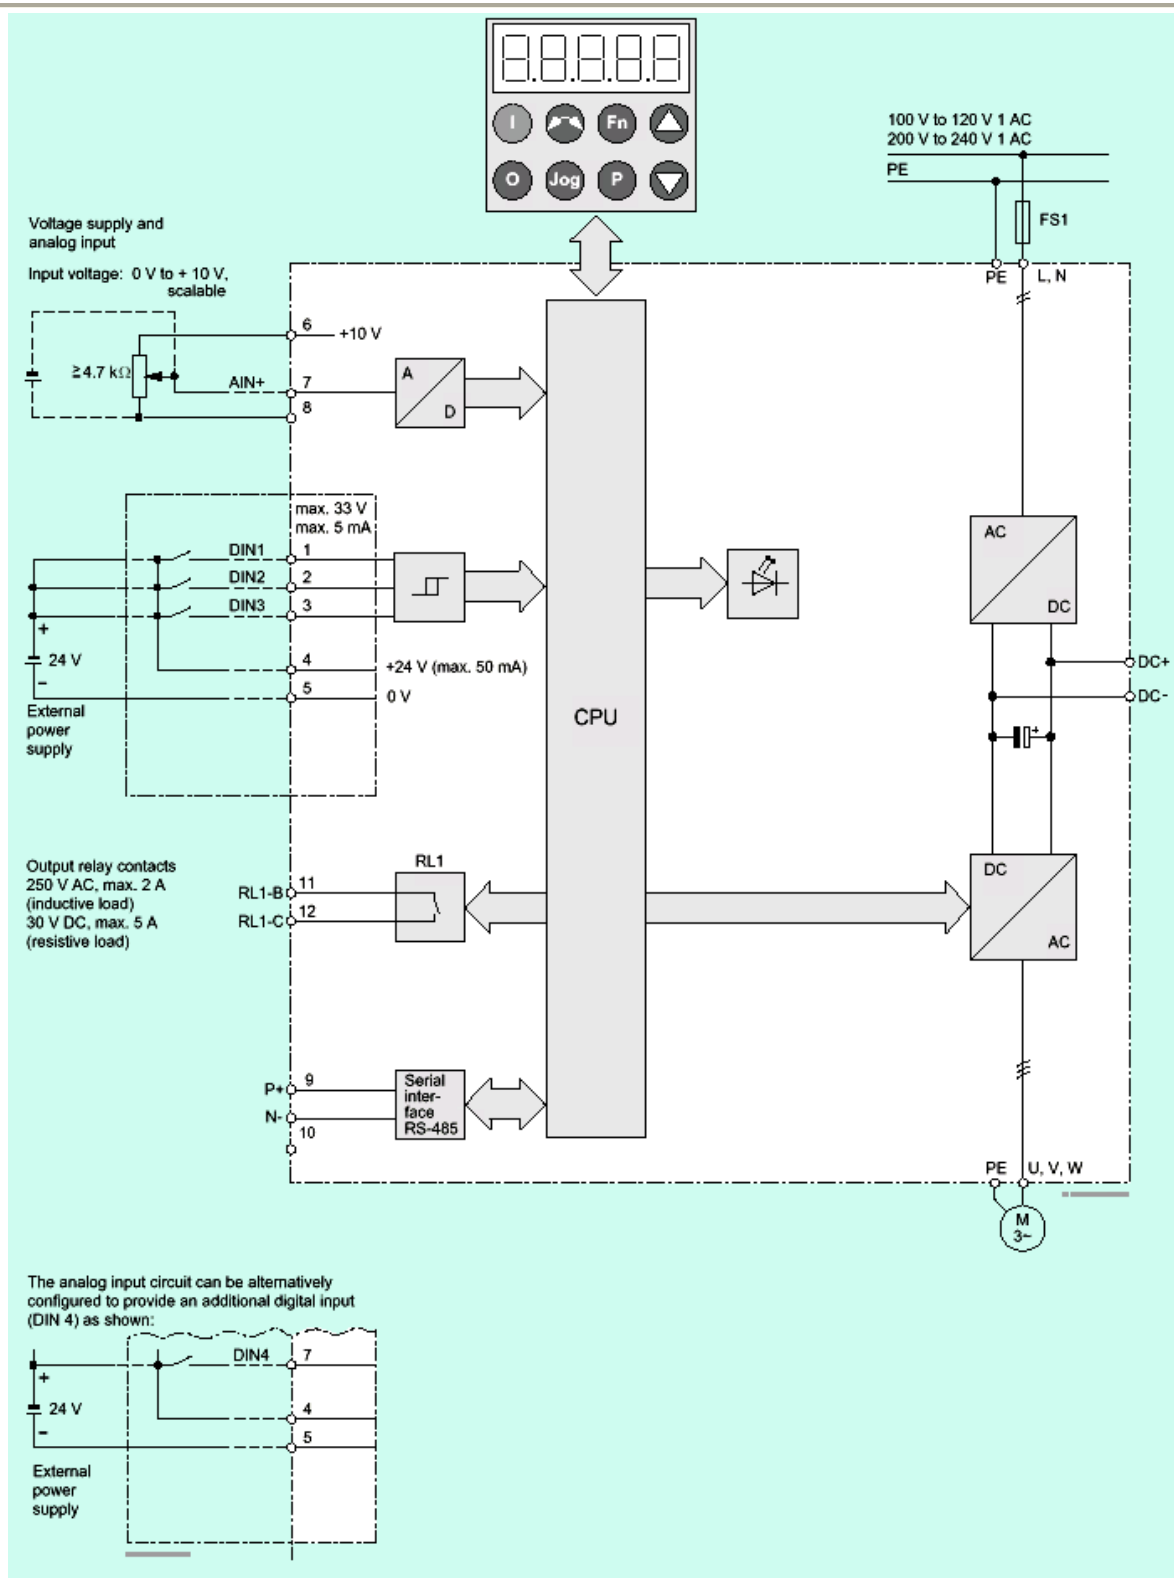 8.8.8.8.8
I
Fn
O
Jog
P
100 V to 120 V 1 AC
200 V to 240 V 1 AC
PE
FS1
Voltage supply and
analog input
Input voltage: 0 V to + 10 V,
scalable
PE
L, N
6
+10 V
≧4.7 kΩ
AIN+
7
8
A
D
max. 33 V
max. 5 mA
DIN1
1
DIN2
2
DIN3
3
+
24 V
4
+24 V (max. 50 mA)
-
5
0 V
External
power
supply
CPU
AC
DC
DC+
DC-
+
Output relay contacts
250 V AC, max. 2 A
(inductive load)
30 V DC, max. 5 A
(resistive load)
RL1
RL1-B
11
RL1-C
12
DC
AC
P+
9
N-
10
Serial
inter-
face
RS-485
PE
U, V, W
M
3~
The analog input circuit can be alternatively
configured to provide an additional digital input
(DIN 4) as shown:
DIN4
7
+
24 V
4
-
5
External
power
supply